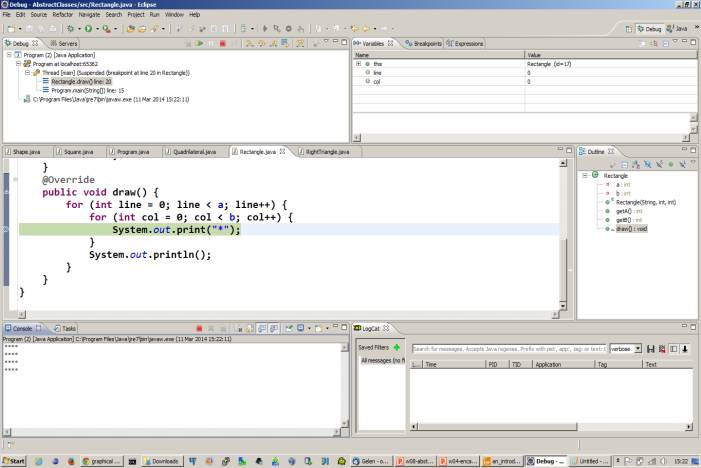 Debug - AbstractClasses/src/Rectangle.java - Eclipse
File Edit Source Refactor Navigate Search Project Run Window Help
Debug Java
Debug Servers
Program (2) [Java Application]
Program at localhost:65362
Thread [main] (Suspended (breakpoint at line 20 in Rectangle))
Rectangle.draw() line: 20
Program.main(String[]) line: 15
C:\Program Files\Java\jre7\bin\javaw.exe (11 Mar 2014 15:22:11)
(x)= Variables Breakpoints Expressions
Name Value
this Rectangle (id=17)
line 0
col 0
Shape.java Square.java Program.java Quadrilateral.java Rectangle.java RightTriangle.java
}
@Override
public void draw() {
for (int line = 0; line < a; line++) {
for (int col = 0; col < b; col++) {
System.out.print("*");
}
System.out.println();
}
}
}
Outline
Rectangle
a : int
b : int
Rectangle(String, int, int)
getA() : int
getB() : int
draw() : void
Console Tasks
Program (2) [Java Application] C:\Program Files\Java\jre7\bin\javaw.exe (11 Mar 2014 15:22:11)
****
****
****
****
LogCat
Saved Filters
All messages (no fi
Search for messages. Accepts Java regexes. Prefix with pid:, app:, tag: or text: t verbose
L... Time PID TID Application Tag Text
Start graphical ... Downloads Gelen - o... w08-abst... w04-enca... an_introd... Debug - ... Untitled - ... 15:22